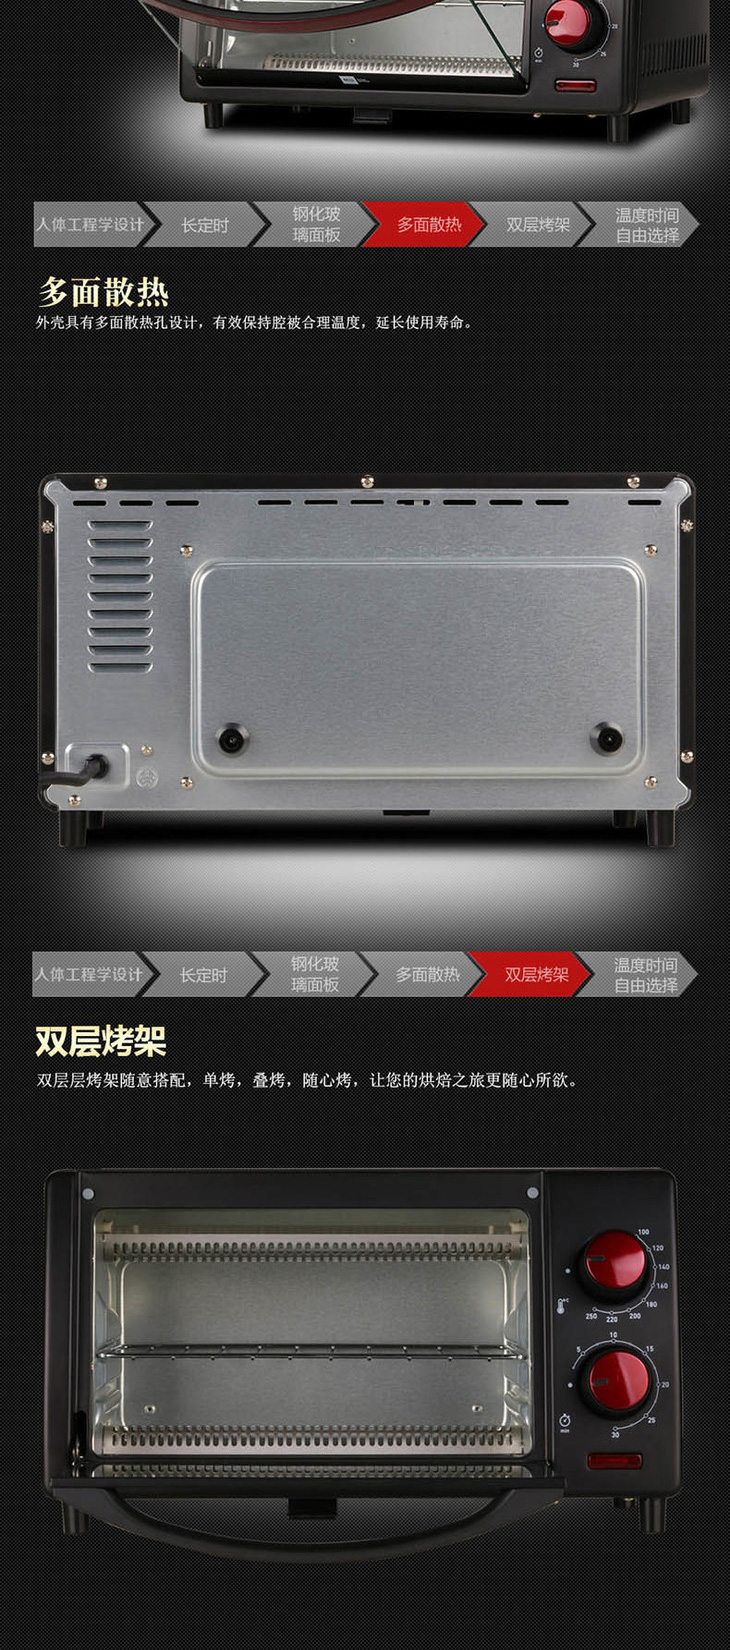 20
25
30
人体工程学设计
长定时
钢化玻
璃面板
多面散热
双层烤架
温度时间
自由选择
多面散热
外壳具有多面散热孔设计，有效保持腔被合理温度，延长使用寿命。
人体工程学设计
长定时
钢化玻
璃面板
多面散热
双层烤架
温度时间
自由选择
双层烤架
双层层烤架随意搭配，单烤，叠烤，随心烤，让您的烘焙之旅更随心所欲。
100
120
140
160
180
200
220
250
°C
5
10
15
20
25
30
MIN